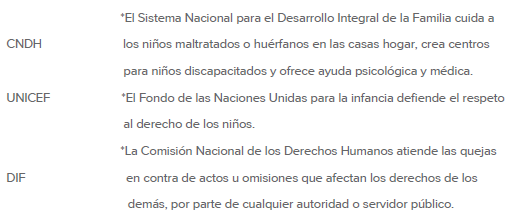 *El Sistema Nacional para el Desarrollo Integral de la Familia cuida a
CNDH los niños maltratados o huérfanos en las casas hogar, crea centros
para niños discapacitados y ofrece ayuda psicológica y médica.
UNICEF *El Fondo de las Naciones Unidas para la infancia defiende el respeto
al derecho de los niños.
*La Comisión Nacional de los Derechos Humanos atiende las quejas
DIF en contra de actos u omisiones que afectan los derechos de los
demás, por parte de cualquier autoridad o servidor público.